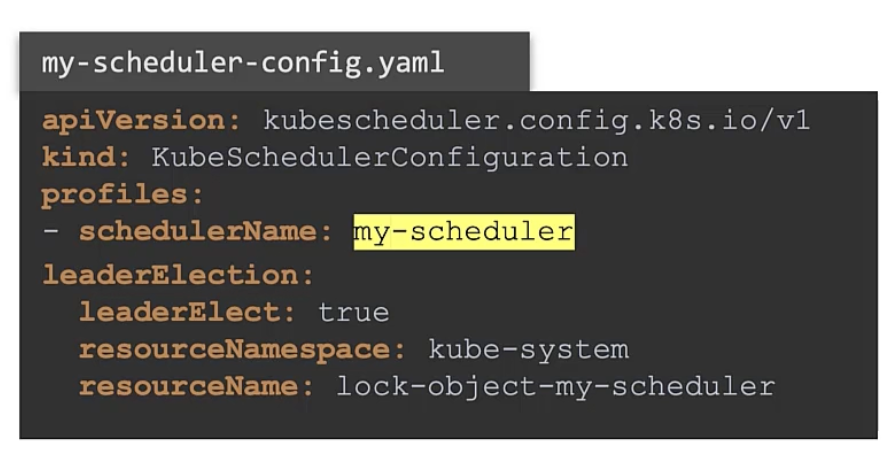 my-scheduler-config.yaml
apiVersion: kubescheduler.config.k8s.io/v1
kind: KubeSchedulerConfiguration
profiles:
- schedulerName: my-scheduler
leaderElection:
  leaderElect: true
  resourceNamespace: kube-system
  resourceName: lock-object-my-scheduler